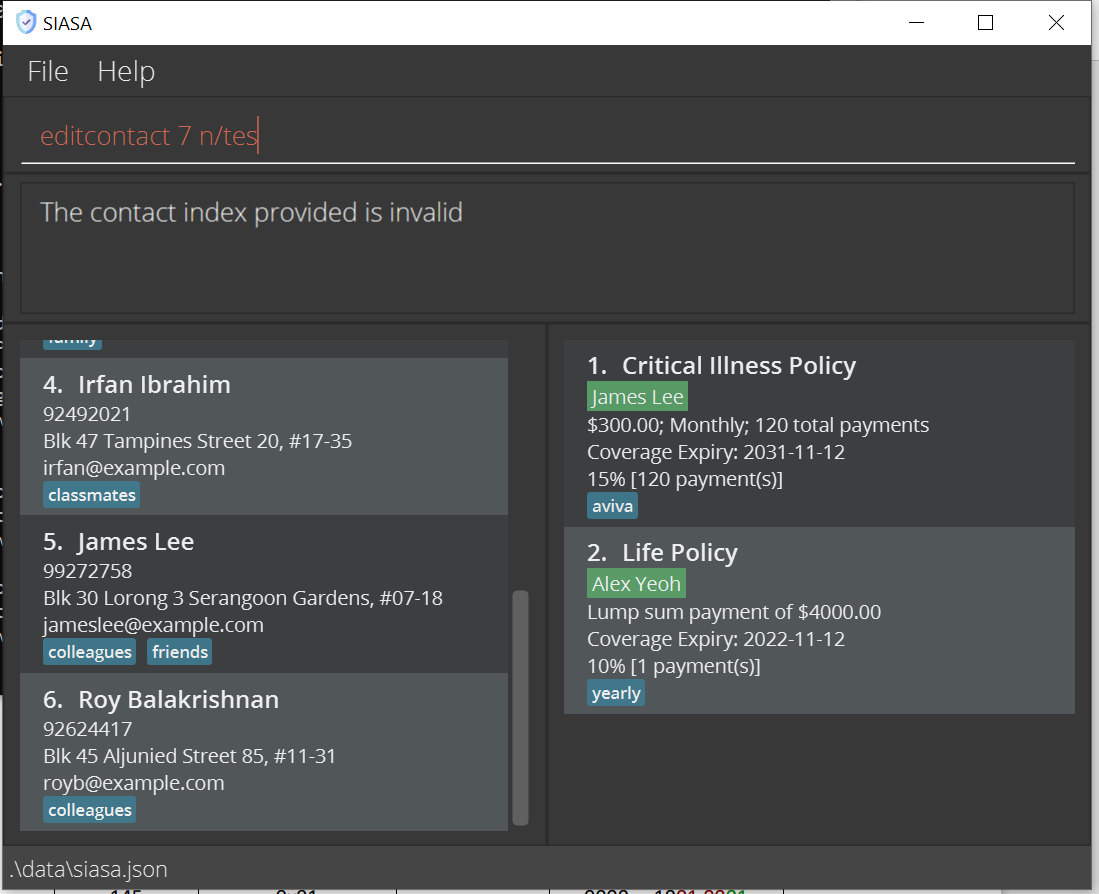 SIASA
File Help
editcontact 7 n/tes
The contact index provided is invalid
family
4. Irfan Ibrahim
92492021
Blk 47 Tampines Street 20, #17-35
irfan@example.com
classmates
5. James Lee
99272758
Blk 30 Lorong 3 Serangoon Gardens, #07-18
jameslee@example.com
colleagues friends
6. Roy Balakrishnan
92624417
Blk 45 Aljunied Street 85, #11-31
royb@example.com
colleagues
1. Critical Illness Policy
James Lee
$300.00; Monthly; 120 total payments
Coverage Expiry: 2031-11-12
15% [120 payment(s)]
aviva
2. Life Policy
Alex Yeoh
Lump sum payment of $4000.00
Coverage Expiry: 2022-11-12
10% [1 payment(s)]
yearly
.\data\siasa.json